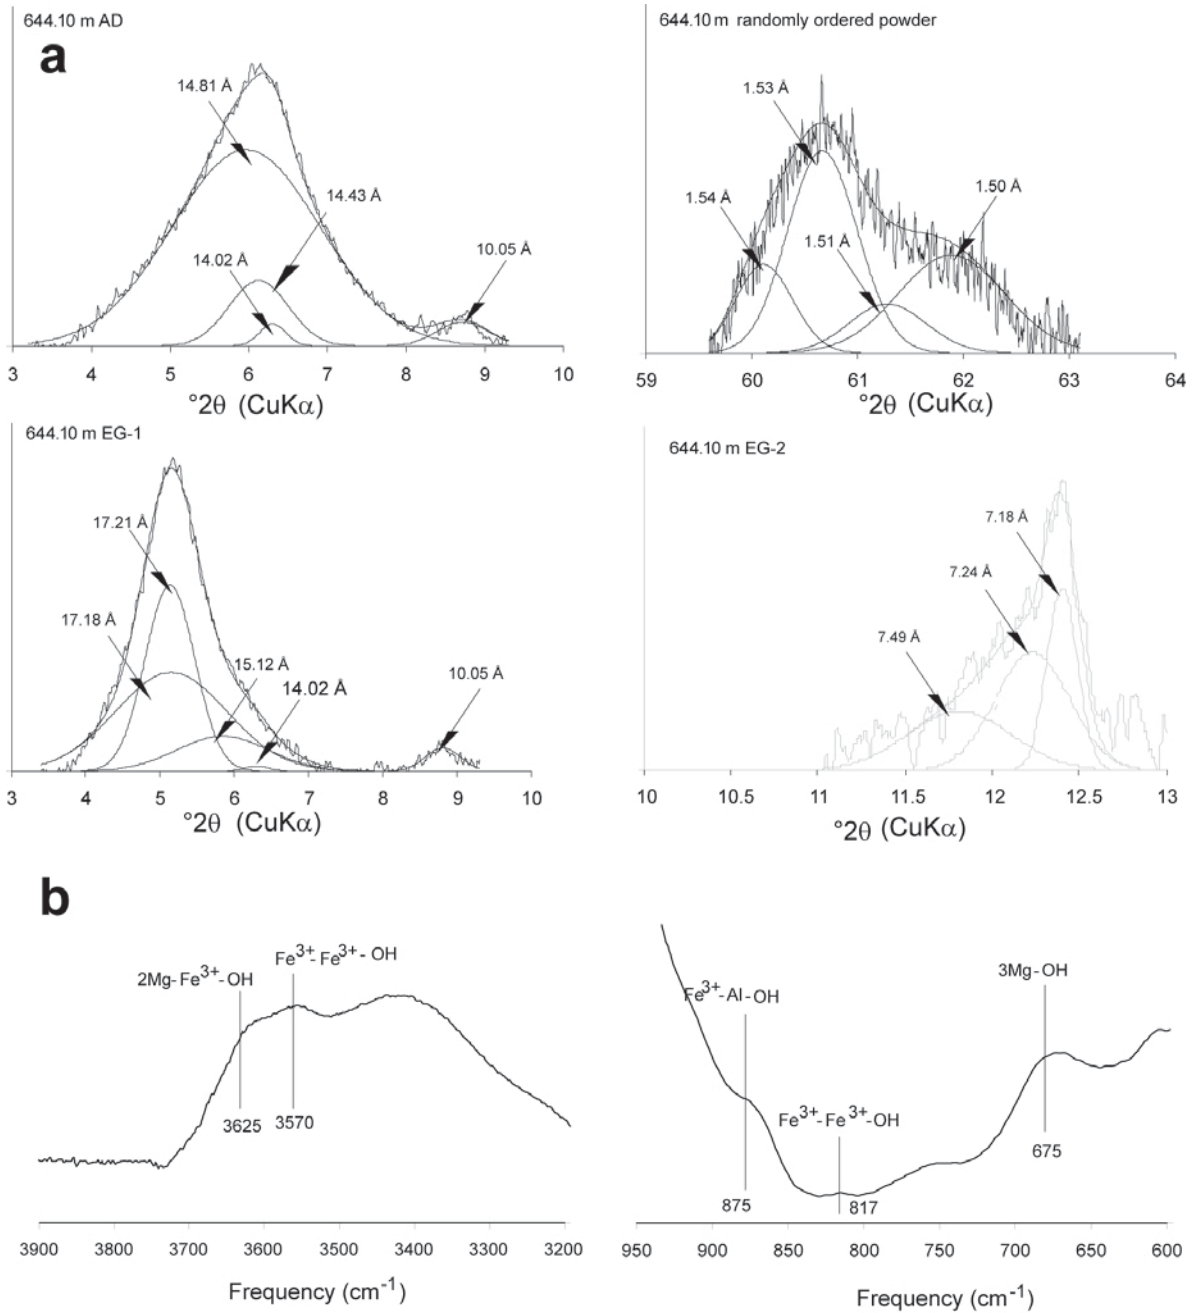 644.10 m AD
a
14.81 Å
14.43 Å
14.02 Å
10.05 Å
3 4 5 6 7 8 9 10
°2θ (CuKα)
644.10 m randomly ordered powder
1.53 Å
1.54 Å
1.50 Å
1.51 Å
59 60 61 62 63 64
°2θ (CuKα)
644.10 m EG-1
17.21 Å
17.18 Å
15.12 Å
14.02 Å
10.05 Å
3 4 5 6 7 8 9 10
°2θ (CuKα)
644.10 m EG-2
7.18 Å
7.24 Å
7.49 Å
10 10.5 11 11.5 12 12.5 13
°2θ (CuKα)
b
Fe³⁺-Fe³⁺-OH
2Mg-Fe³⁺-OH
3625 3570
3900 3800 3700 3600 3500 3400 3300 3200
Frequency (cm⁻¹)
3Mg-OH
Fe³⁺-Al-OH
Fe³⁺-Fe³⁺-OH
675
875 817
950 900 850 800 750 700 650 600
Frequency (cm⁻¹)